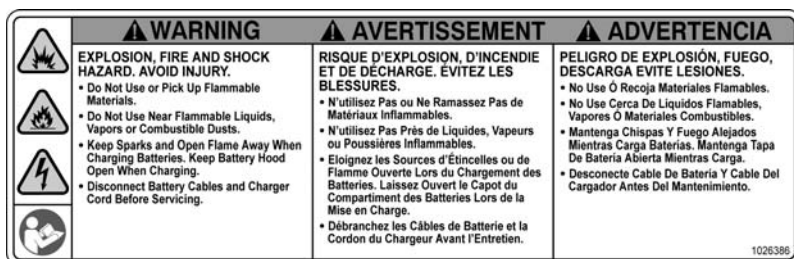 WARNING
EXPLOSION, FIRE AND SHOCK
HAZARD. AVOID INJURY.
• Do Not Use or Pick Up Flammable
Materials.
• Do Not Use Near Flammable Liquids,
Vapors or Combustible Dusts.
• Keep Sparks and Open Flame Away When
Charging Batteries. Keep Battery Hood
Open When Charging.
• Disconnect Battery Cables and Charger
Cord Before Servicing.
AVERTISSEMENT
RISQUE D'EXPLOSION, D'INCENDIE
ET DE DÉCHARGE. ÉVITEZ LES
BLESSURES.
• N'utilisez Pas ou Ne Ramassez Pas de
Matériaux Inflammables.
• N'utilisez Pas Près de Liquides, Vapeurs
ou Poussières Inflammables.
• Eloignez les Sources d'Étincelles ou de
Flamme Ouverte Lors du Chargement des
Batteries. Laissez Ouvert le Capot du
Compartiment des Batteries Lors de la
Mise en Charge.
• Débranchez les Câbles de Batterie et la
Cordon du Chargeur Avant l'Entretien.
ADVERTENCIA
PELIGRO DE EXPLOSIÓN, FUEGO,
DESCARGA EVITE LESIONES.
• No Use Ó Recoja Materiales Flamables.
• No Use Cerca De Liquidos Flamables,
Vapores Ó Materiales Combustibles.
• Mantenga Chispas Y Fuego Alejados
Mientras Carga Baterias. Mantenga Tapa
De Bateria Abierta Mientras Carga.
• Desconecte Cable De Bateria Y Cable Del
Cargador Antes Del Mantenimiento.
1026386